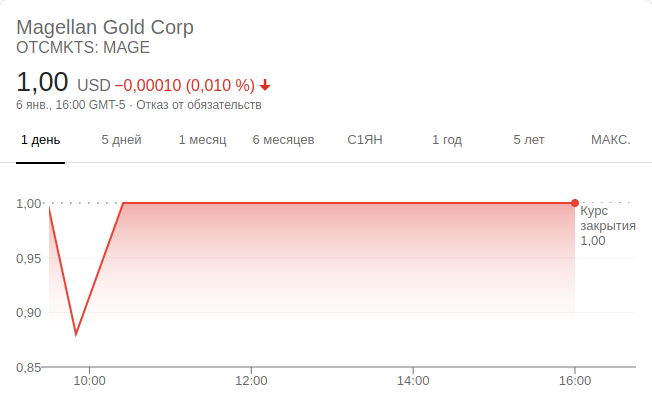 Magellan Gold Corp
OTCMKTS: MAGE
1,00 USD −0,00010 (0,010 %)
6 янв., 16:00 GMT-5 · Отказ от обязательств
1 день 5 дней 1 месяц 6 месяцев С1ЯН 1 год 5 лет МАКС.
1,00
Курс
закрытия
1,00
0,95
0,90
0,85
10:00 12:00 14:00 16:00